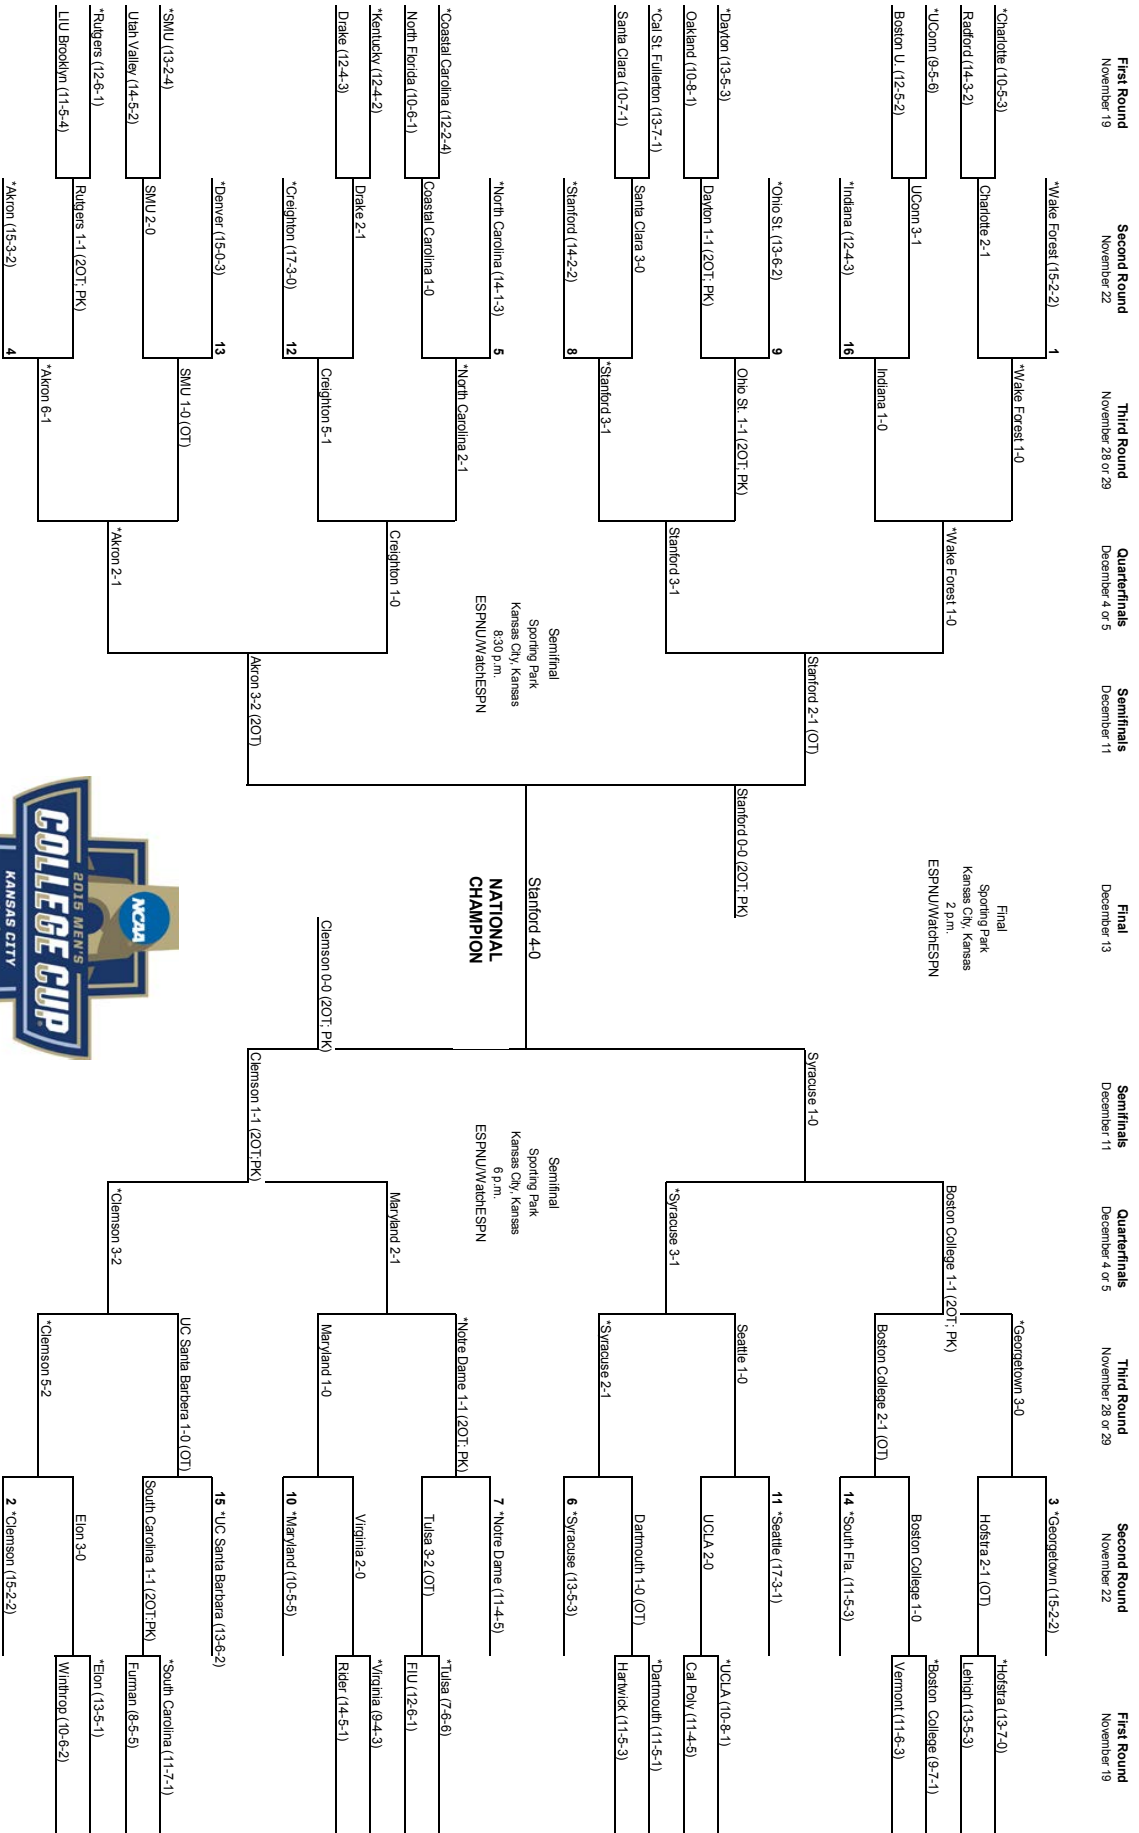 First Round
November 19
Second Round
November 22
Third Round
November 28 or 29
Quarterfinals
December 4 or 5
Semifinals
December 11
Final
December 13
Semifinals
December 11
Quarterfinals
December 4 or 5
Third Round
November 28 or 29
Second Round
November 22
First Round
November 19
*Charlotte (10-5-3)
Radford (14-3-2)
*UConn (9-5-6)
Boston U. (12-5-2)
*Dayton (13-5-3)
Oakland (10-8-1)
*Cal St. Fullerton (13-7-1)
Santa Clara (10-7-1)
*Coastal Carolina (12-2-4)
North Florida (10-6-1)
*Kentucky (12-4-2)
Drake (12-4-3)
*SMU (13-2-4)
Utah Valley (14-5-2)
*Rutgers (12-6-1)
LIU Brooklyn (11-5-4)
*Wake Forest (15-2-2)
1
Charlotte 2-1
UConn 3-1
*Indiana (12-4-3)
16
*Ohio St. (13-6-2)
9
Dayton 1-1 (2OT; PK)
Santa Clara 3-0
*Stanford (14-2-2)
8
*North Carolina (14-1-3)
5
Coastal Carolina 1-0
Drake 2-1
*Creighton (17-3-0)
12
*Denver (15-0-3)
13
SMU 2-0
Rutgers 1-1 (2OT; PK)
*Akron (15-3-2)
4
*Wake Forest 1-0
Indiana 1-0
Ohio St. 1-1 (2OT; PK)
*Stanford 3-1
*North Carolina 2-1
Creighton 5-1
SMU 1-0 (OT)
*Akron 6-1
*Wake Forest 1-0
Stanford 3-1
Creighton 1-0
*Akron 2-1
Semifinal
Sporting Park
Kansas City, Kansas
8:30 p.m.
ESPNU/WatchESPN
Stanford 2-1 (OT)
Akron 3-2 (2OT)
Final
Sporting Park
Kansas City, Kansas
2 p.m.
ESPNU/WatchESPN
Stanford 0-0 (2OT; PK)
Stanford 4-0
NATIONAL
CHAMPION
Clemson 0-0 (2OT; PK)
NCAA
2015 MEN'S
COLLEGE CUP
KANSAS CITY
Syracuse 1-0
Clemson 1-1 (2OT;PK)
Semifinal
Sporting Park
Kansas City, Kansas
6 p.m.
ESPNU/WatchESPN
Boston College 1-1 (2OT; PK)
*Syracuse 3-1
Maryland 2-1
*Clemson 3-2
*Georgetown 3-0
Boston College 2-1 (OT)
Seattle 1-0
*Syracuse 2-1
*Notre Dame 1-1 (2OT; PK)
Maryland 1-0
UC Santa Barbera 1-0 (OT)
*Clemson 5-2
3 *Georgetown (15-2-2)
Hofstra 2-1 (OT)
Boston College 1-0
14 *South Fla. (11-5-3)
11 *Seattle (17-3-1)
UCLA 2-0
Dartmouth 1-0 (OT)
6 *Syracuse (13-5-3)
7 *Notre Dame (11-4-5)
Tulsa 3-2 (OT)
Virginia 2-0
10 *Maryland (10-5-5)
15 *UC Santa Barbara (13-6-2)
South Carolina 1-1 (2OT:PK)
Elon 3-0
2 *Clemson (15-2-2)
*Hofstra (13-7-0)
Lehigh (13-5-3)
*Boston College (9-7-1)
Vermont (11-6-3)
*UCLA (10-8-1)
Cal Poly (11-4-5)
*Dartmouth (11-5-1)
Hartwick (11-5-3)
*Tulsa (7-6-6)
FIU (12-6-1)
*Virginia (9-4-3)
Rider (14-5-1)
*South Carolina (11-7-1)
Furman (8-5-5)
*Elon (13-5-1)
Winthrop (10-6-2)